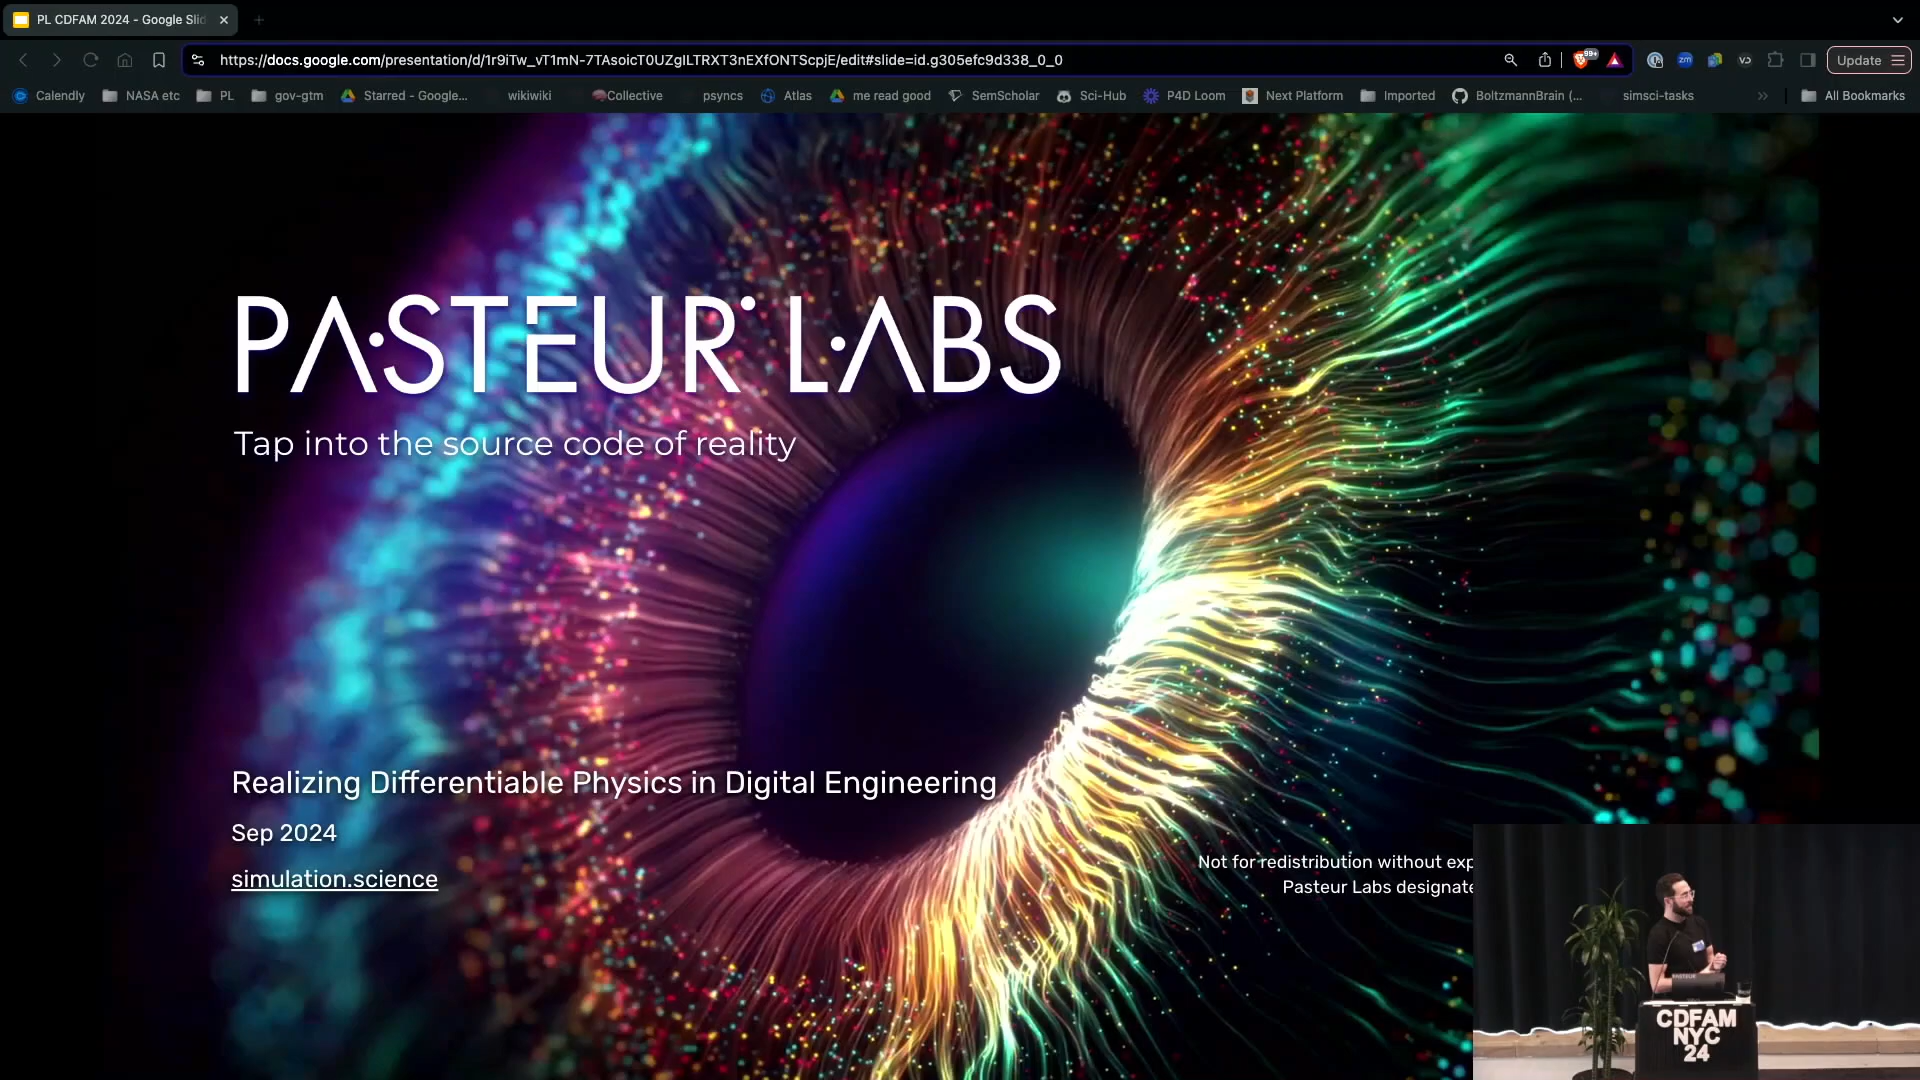 PL CDFAM 2024 - Google Slid
https://docs.google.com/presentation/d/1r9iTw_vT1mN-7TAsoicT0UZgILTRXT3nEXfONTScpjE/edit#slide=id.g305efc9d338_0_0
99+
zm
Update
Calendly
NASA etc
PL
gov-gtm
Starred - Google...
wikiwiki
Collective
psyncs
Atlas
me read good
SemScholar
Sci-Hub
P4D Loom
Next Platform
Imported
BoltzmannBrain (...
simsci-tasks
All Bookmarks
PASTEUR LABS
Tap into the source code of reality
Realizing Differentiable Physics in Digital Engineering
Sep 2024
simulation.science
Not for redistribution without exp
Pasteur Labs designate
PASTEUR
CDFAM
NYC
24